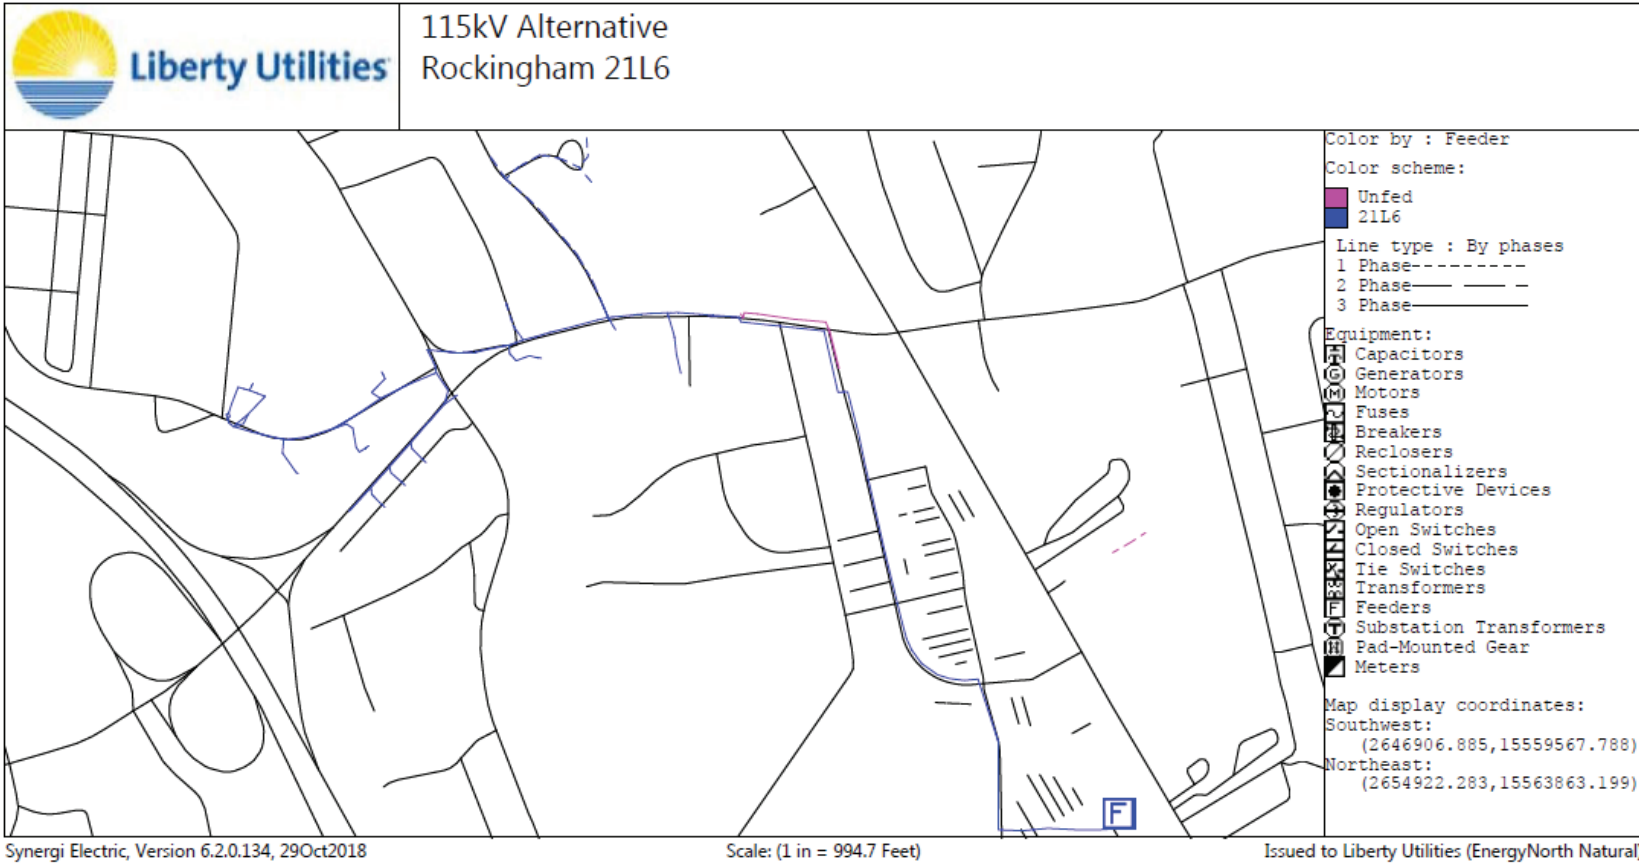 Liberty Utilities
115kV Alternative
Rockingham 21L6
Color by : Feeder
Color scheme:
Unfed
21L6
Line type : By phases
1 Phase
2 Phase
3 Phase
Equipment:
Capacitors
G Generators
M Motors
Fuses
Breakers
Reclosers
Sectionalizers
Protective Devices
Regulators
Open Switches
Closed Switches
Tie Switches
Transformers
F Feeders
T Substation Transformers
Pad-Mounted Gear
Meters
Map display coordinates:
Southwest:
(2646906.885,15559567.788)
Northeast:
(2654922.283,15563863.199)
F
Synergi Electric, Version 6.2.0.134, 29Oct2018
Scale: (1 in = 994.7 Feet)
Issued to Liberty Utilities (EnergyNorth Natural